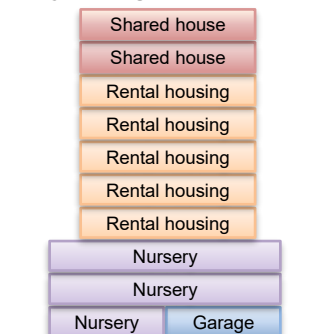 Shared house
Shared house
Rental housing
Rental housing
Rental housing
Rental housing
Rental housing
Nursery
Nursery
Nursery Garage